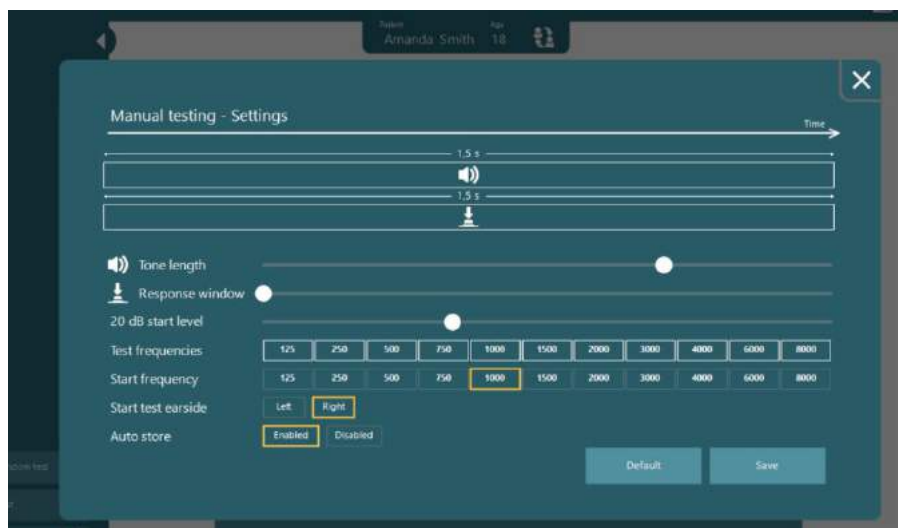 Patient Age
Amanda Smith 18
Manual testing - Settings
Time
1,5 s
1,5 s
Tone length
Response window
20 dB start level
Test frequencies 125 250 500 750 1000 1500 2000 3000 4000 6000 8000
Start frequency 125 250 500 750 1000 1500 2000 3000 4000 6000 8000
Start test earside Left Right
Auto store Enabled Disabled
test
Default Save